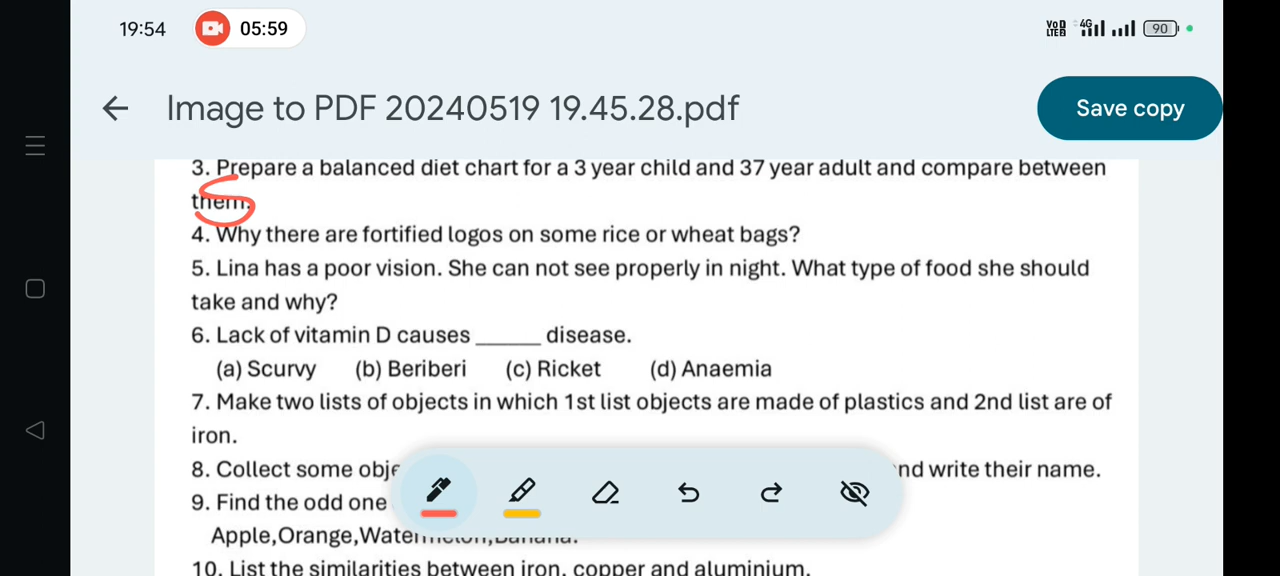 19:54 05:59 VoD LTED 4G 90
Image to PDF 20240519 19.45.28.pdf Save copy
3. Prepare a balanced diet chart for a 3 year child and 37 year adult and compare between
them.
4. Why there are fortified logos on some rice or wheat bags?
5. Lina has a poor vision. She can not see properly in night. What type of food she should
take and why?
6. Lack of vitamin D causes ______ disease.
(a) Scurvy (b) Beriberi (c) Ricket (d) Anaemia
7. Make two lists of objects in which 1st list objects are made of plastics and 2nd list are of
iron.
8. Collect some nd write their name.
9. Find the odd one
Apple,Orange,Watermelon,Banana.
10. List the similarities between iron, copper and aluminium.